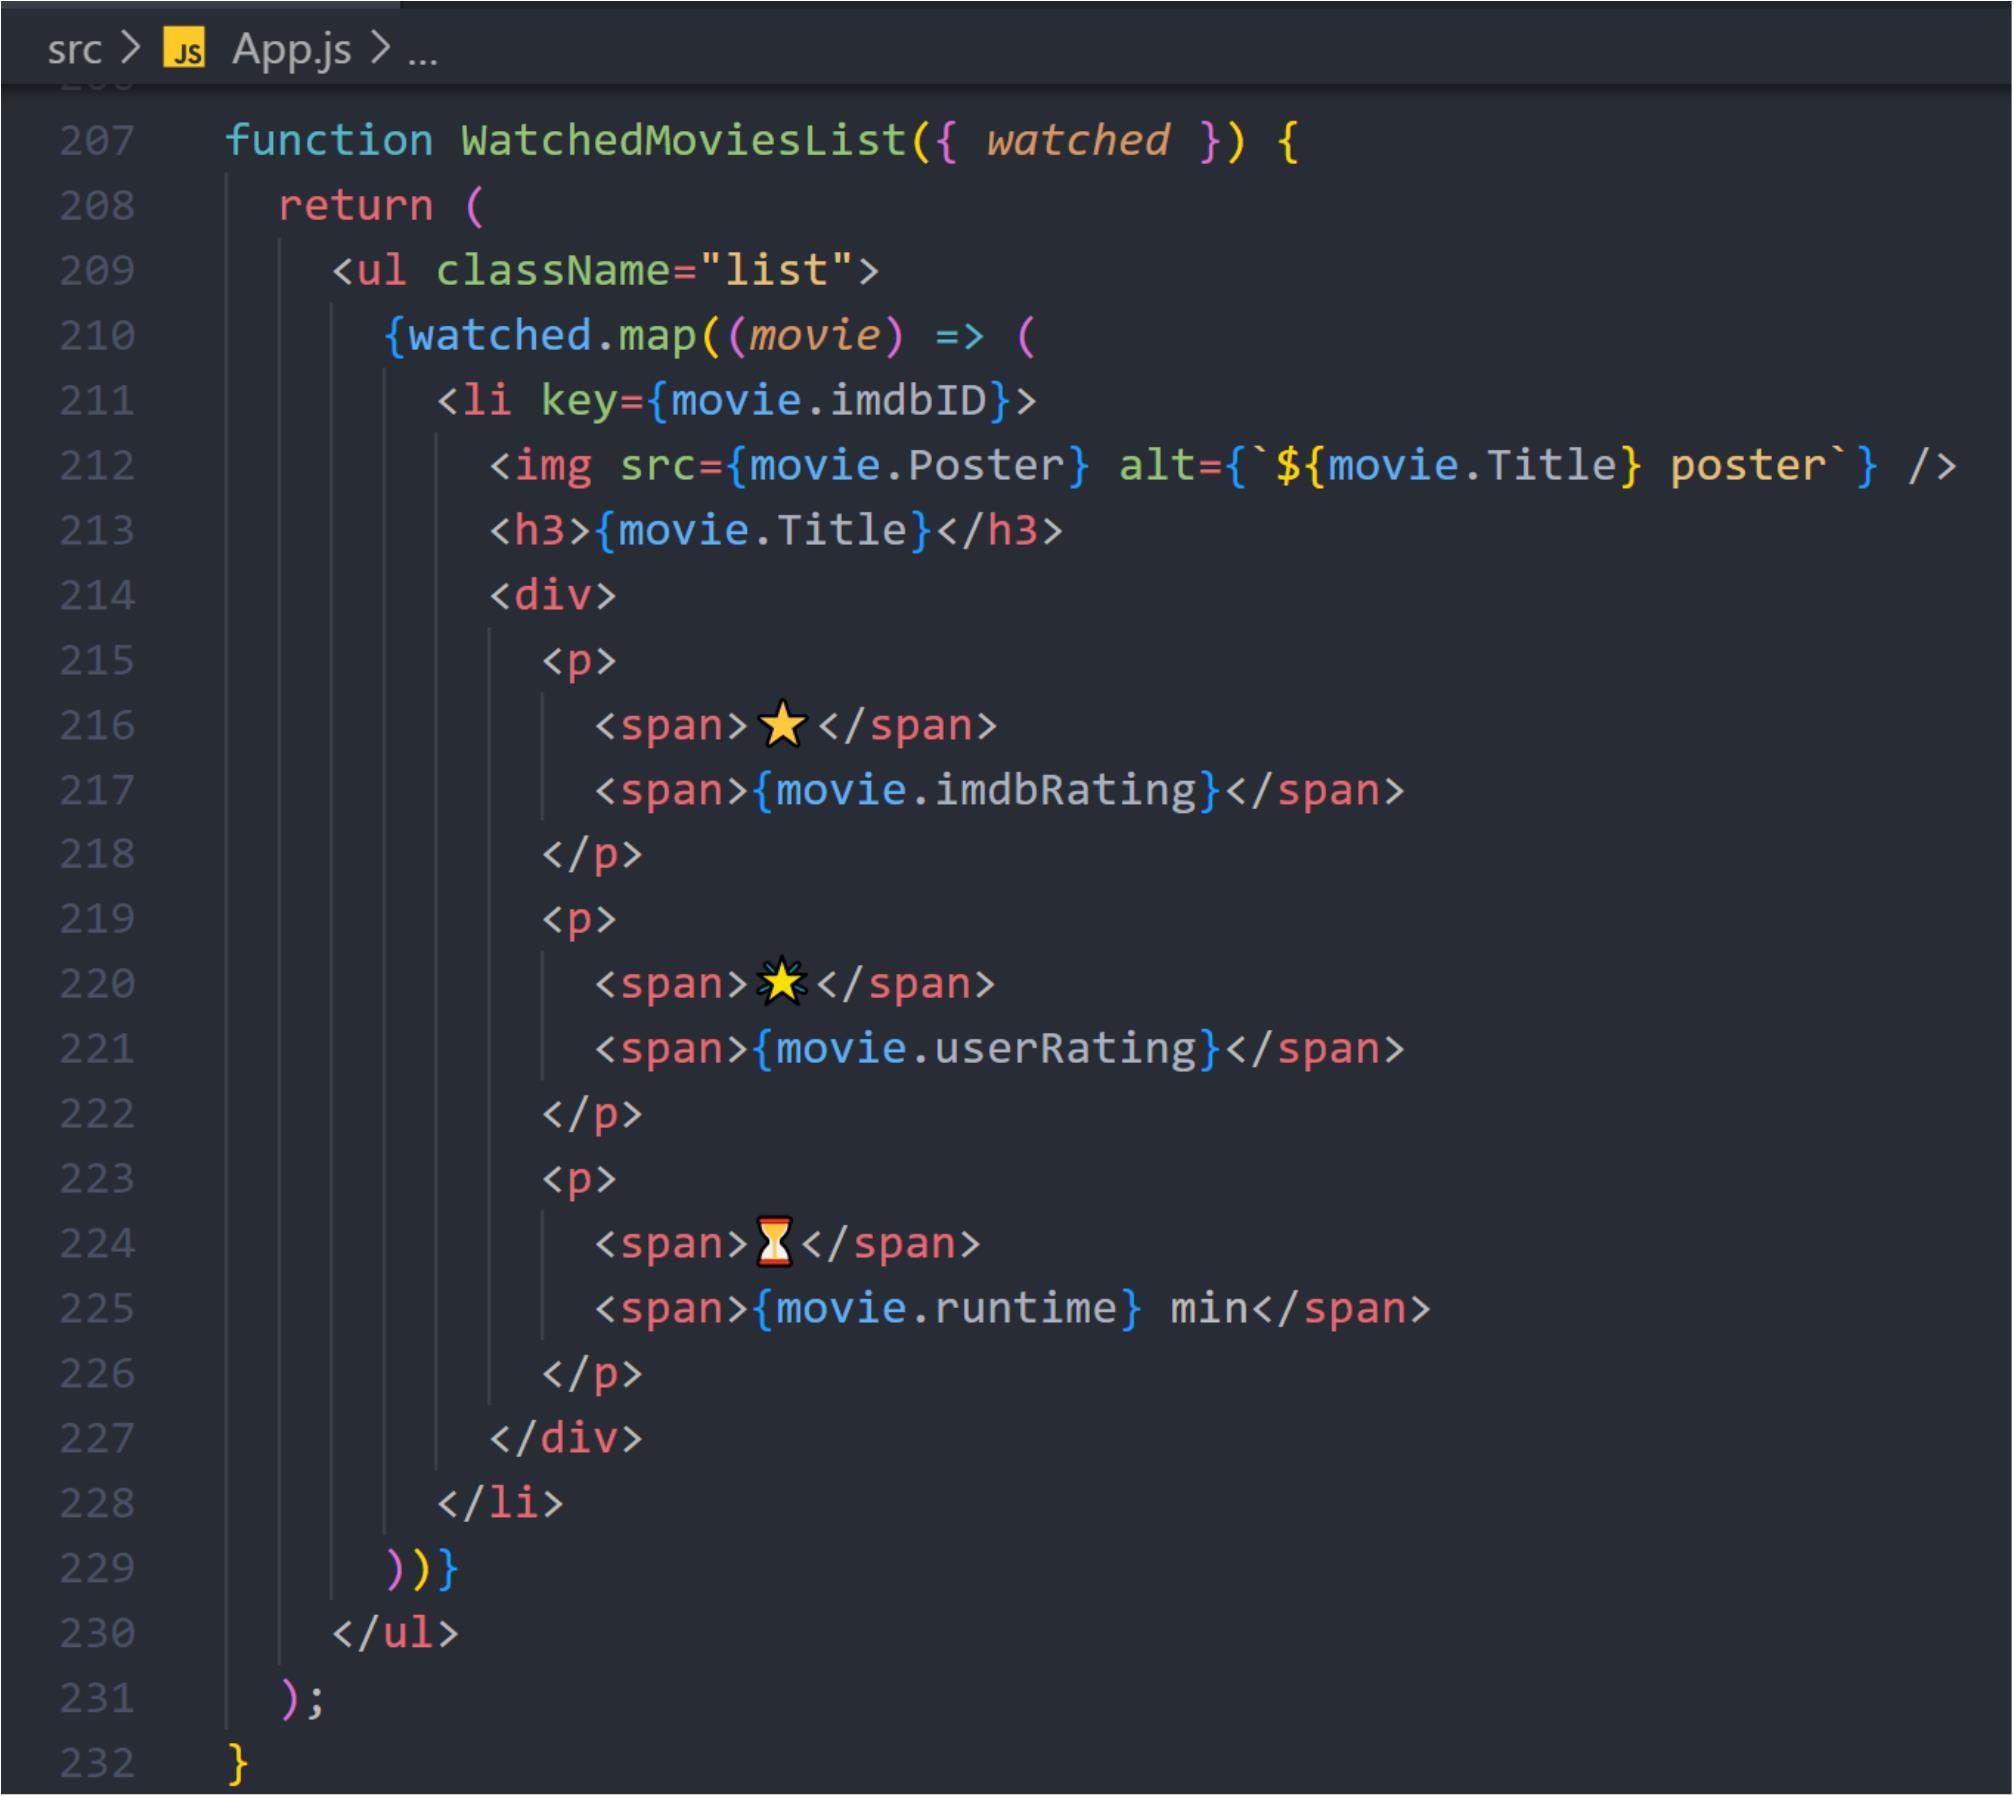 src > JS App.js > ...
207 function WatchedMoviesList({ watched }) {
208   return (
209     <ul className="list">
210       {watched.map((movie) => (
211         <li key={movie.imdbID}>
212           <img src={movie.Poster} alt={`${movie.Title} poster`} />
213           <h3>{movie.Title}</h3>
214           <div>
215             <p>
216               <span>⭐️</span>
217               <span>{movie.imdbRating}</span>
218             </p>
219             <p>
220               <span>🌟</span>
221               <span>{movie.userRating}</span>
222             </p>
223             <p>
224               <span>⏳</span>
225               <span>{movie.runtime} min</span>
226             </p>
227           </div>
228         </li>
229       ))}
230     </ul>
231   );
232 }